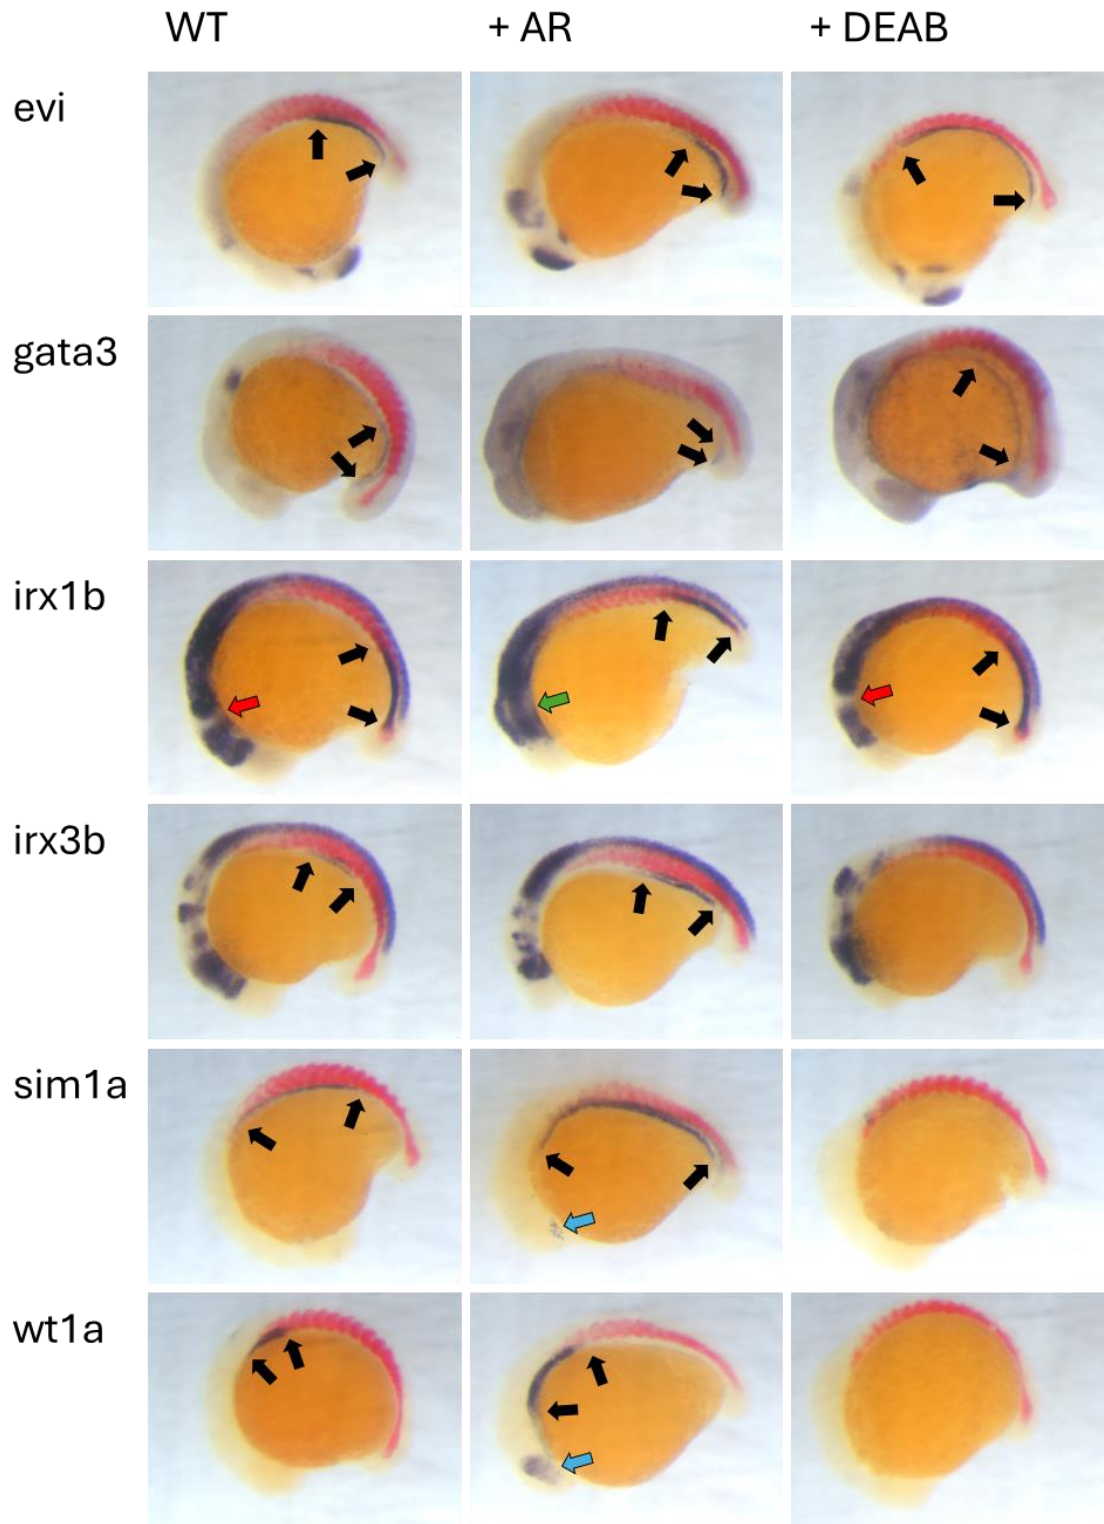 WT + AR + DEAB
evi
gata3
irx1b
irx3b
sim1a
wt1a